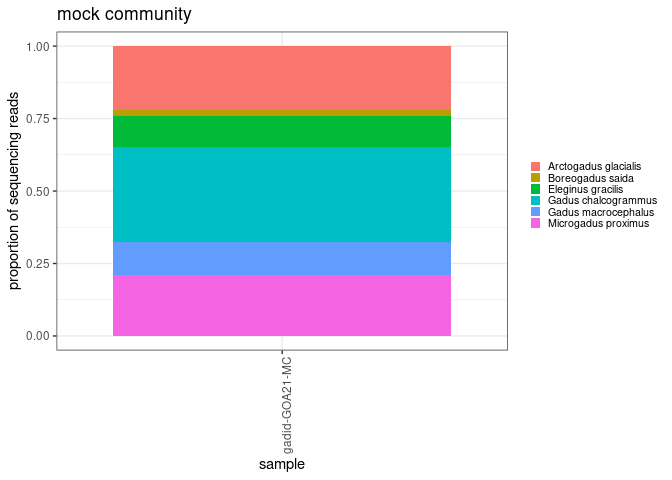 mock community
1.00
0.75
0.50
0.25
0.00
proportion of sequencing reads
gadid-GOA21-MC
sample
Arctogadus glacialis
Boreogadus saida
Eleginus gracilis
Gadus chalcogrammus
Gadus macrocephalus
Microgadus proximus